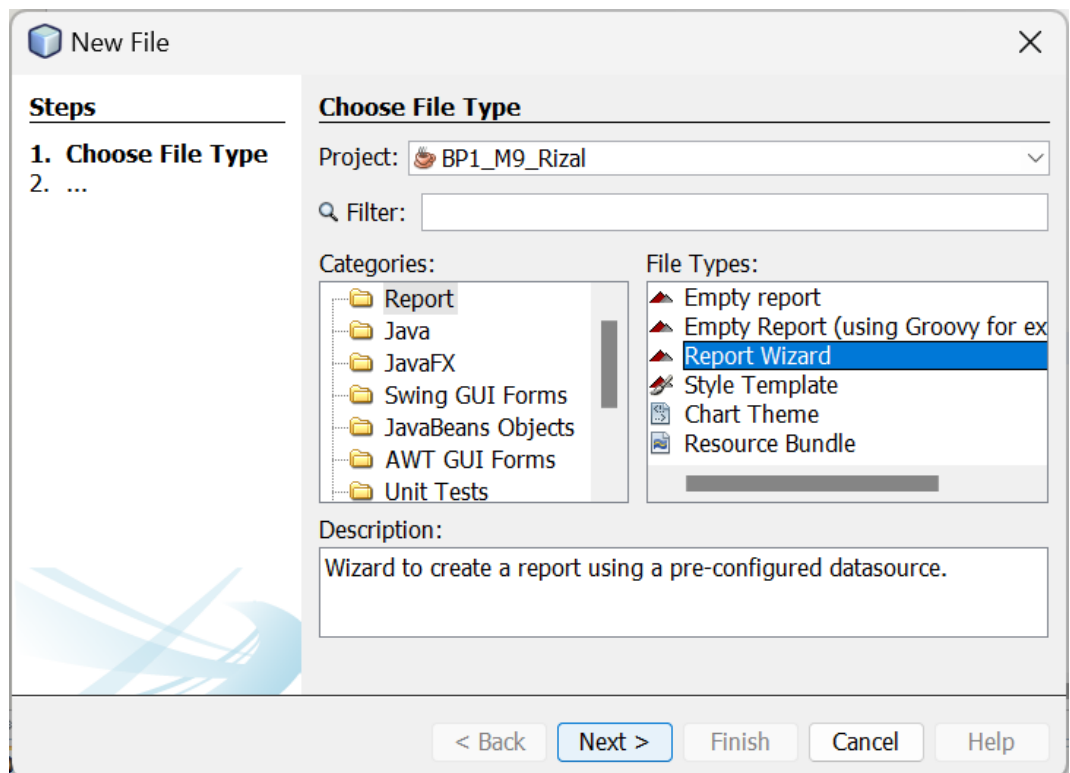 New File
Steps
1. Choose File Type
2. ...
Choose File Type
Project: BP1_M9_Rizal
Filter:
Categories:
Report
Java
JavaFX
Swing GUI Forms
JavaBeans Objects
AWT GUI Forms
Unit Tests
File Types:
Empty report
Empty Report (using Groovy for ex
Report Wizard
Style Template
Chart Theme
Resource Bundle
Description:
Wizard to create a report using a pre-configured datasource.
< Back Next > Finish Cancel Help